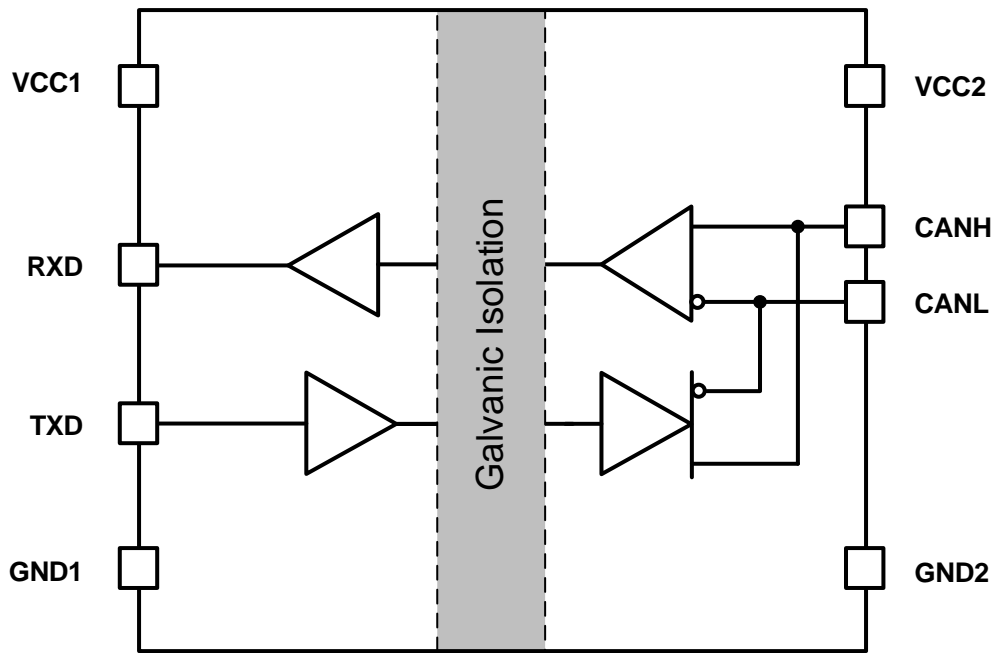 VCC1
VCC2
RXD
CANH
CANL
Galvanic Isolation
TXD
GND1
GND2